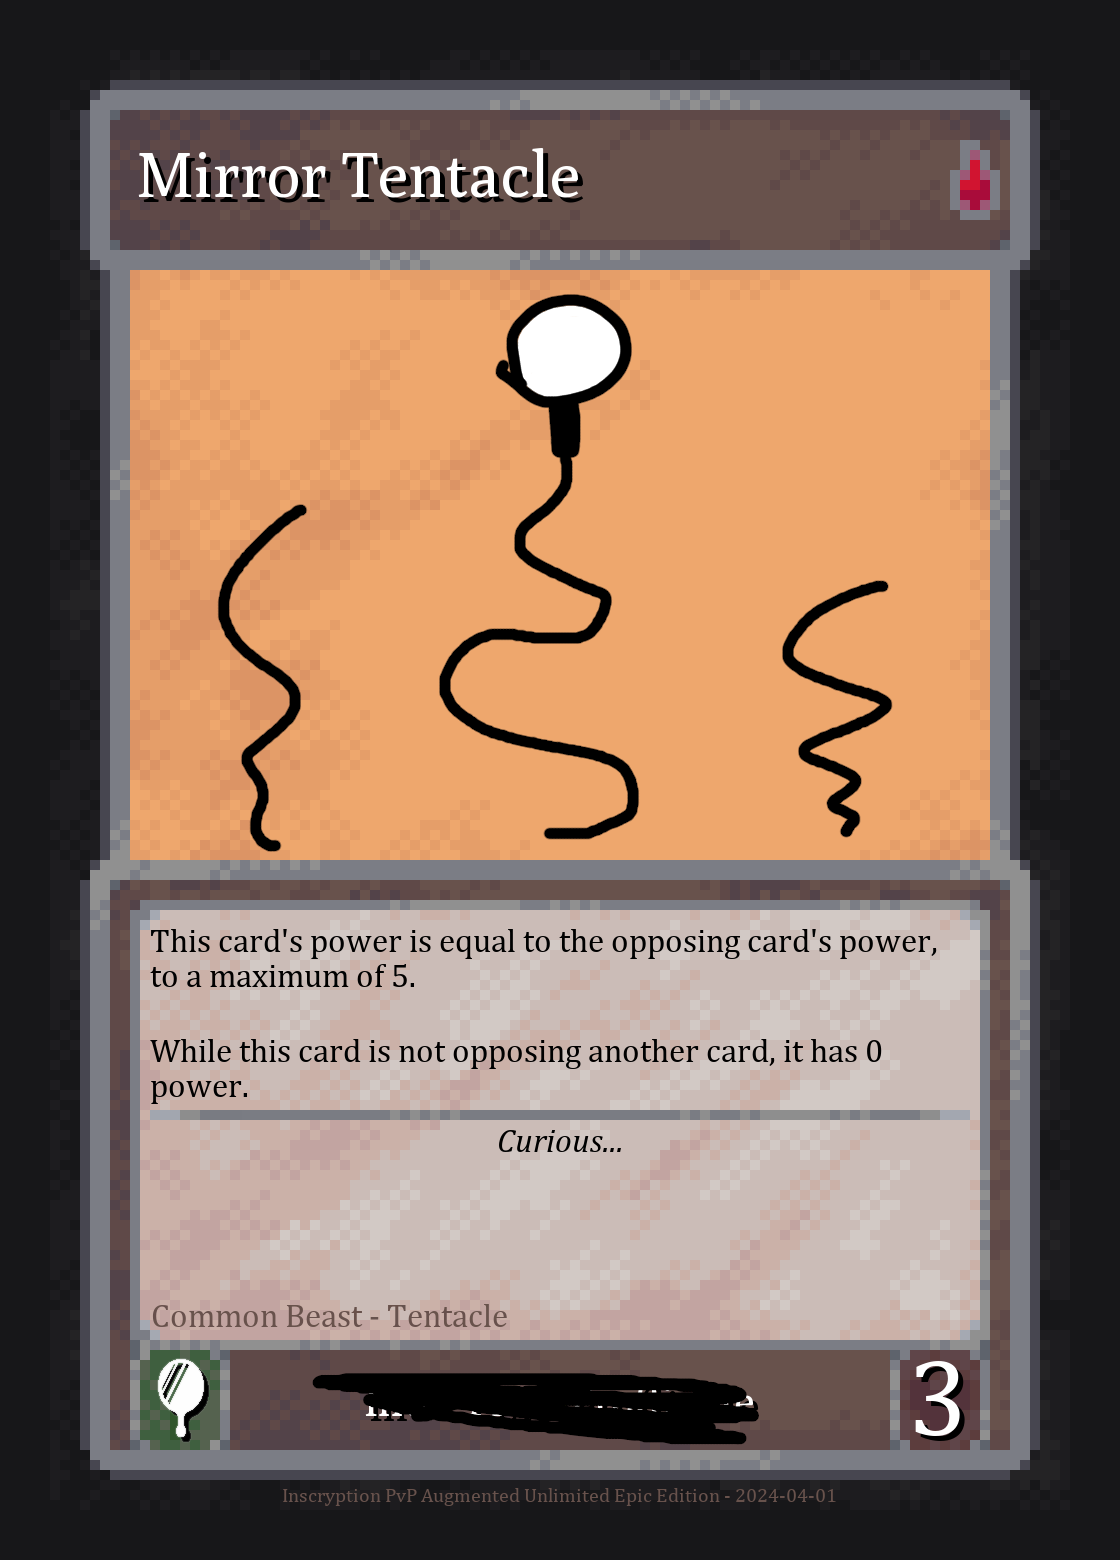 Mirror Tentacle
This card's power is equal to the opposing card's power,
to a maximum of 5.
While this card is not opposing another card, it has 0
power.
Curious...
Common Beast - Tentacle
3
Inscryption PvP Augmented Unlimited Epic Edition - 2024-04-01